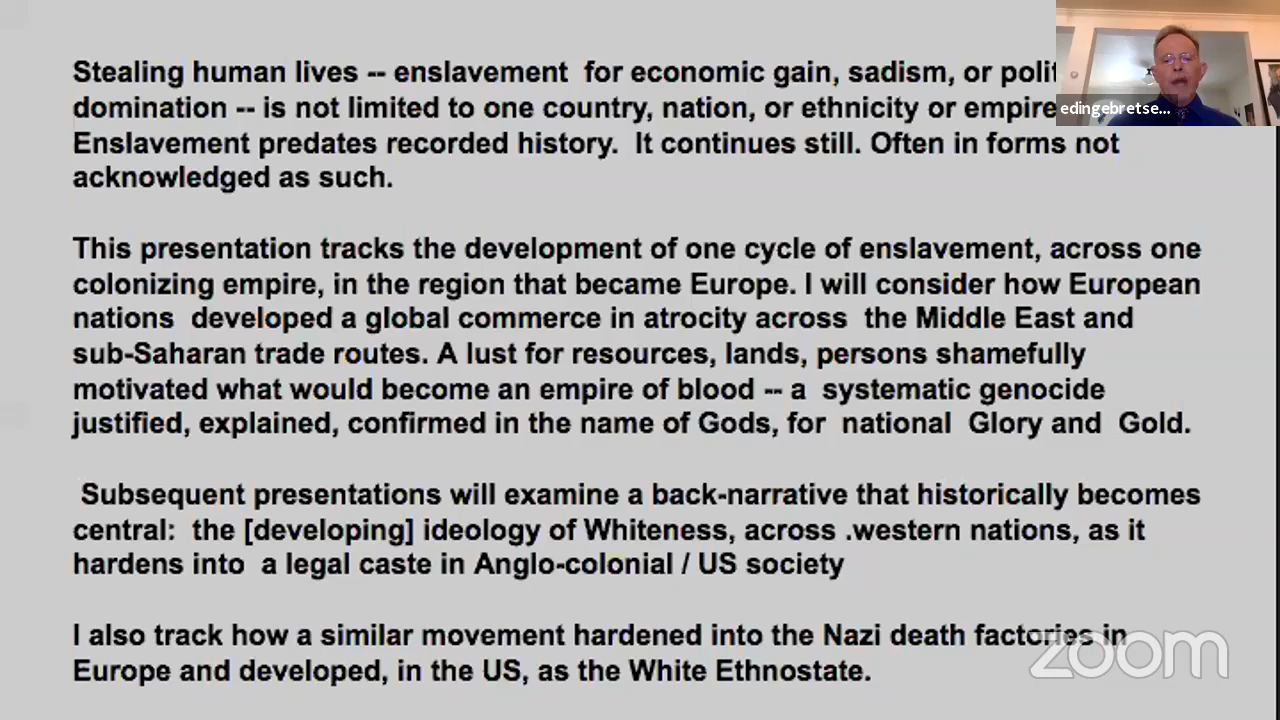 Stealing human lives -- enslavement for economic gain, sadism, or polit
domination -- is not limited to one country, nation, or ethnicity or empire
edingebretse...
Enslavement predates recorded history. It continues still. Often in forms not
acknowledged as such.
This presentation tracks the development of one cycle of enslavement, across one
colonizing empire, in the region that became Europe. I will consider how European
nations developed a global commerce in atrocity across the Middle East and
sub-Saharan trade routes. A lust for resources, lands, persons shamefully
motivated what would become an empire of blood -- a systematic genocide
justified, explained, confirmed in the name of Gods, for national Glory and Gold.
Subsequent presentations will examine a back-narrative that historically becomes
central: the [developing] ideology of Whiteness, across .western nations, as it
hardens into a legal caste in Anglo-colonial / US society
I also track how a similar movement hardened into the Nazi death factories in
Europe and developed, in the US, as the White Ethnostate.
zoom